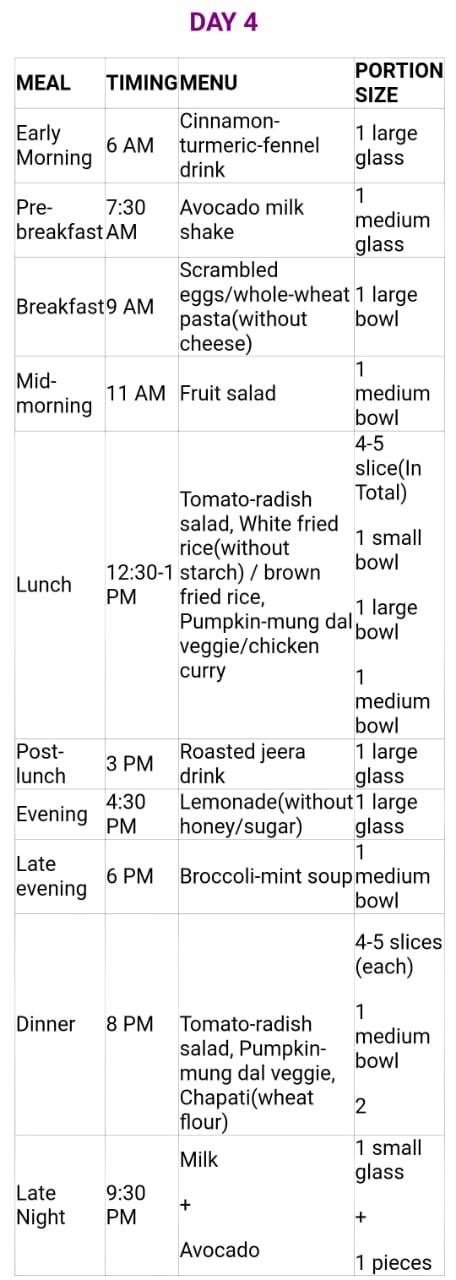 DAY 4
MEAL
TIMING
MENU
PORTION
SIZE
Early
Morning
6 AM
Cinnamon-
turmeric-fennel
drink
1 large
glass
Pre-
breakfast
7:30
AM
Avocado milk
shake
1
medium
glass
Breakfast
9 AM
Scrambled
eggs/whole-wheat
pasta(without
cheese)
1 large
bowl
Mid-
morning
11 AM
Fruit salad
1
medium
bowl
Lunch
12:30-1
PM
Tomato-radish
salad, White fried
rice(without
starch) / brown
fried rice,
Pumpkin-mung dal
veggie/chicken
curry
4-5
slice(In
Total)
1 small
bowl
1 large
bowl
1
medium
bowl
Post-
lunch
3 PM
Roasted jeera
drink
1 large
glass
Evening
4:30
PM
Lemonade(without
honey/sugar)
1 large
glass
Late
evening
6 PM
Broccoli-mint soup
1
medium
bowl
Dinner
8 PM
Tomato-radish
salad, Pumpkin-
mung dal veggie,
Chapati(wheat
flour)
4-5 slices
(each)
1
medium
bowl
2
Late
Night
9:30
PM
Milk
+
Avocado
1 small
glass
+
1 pieces